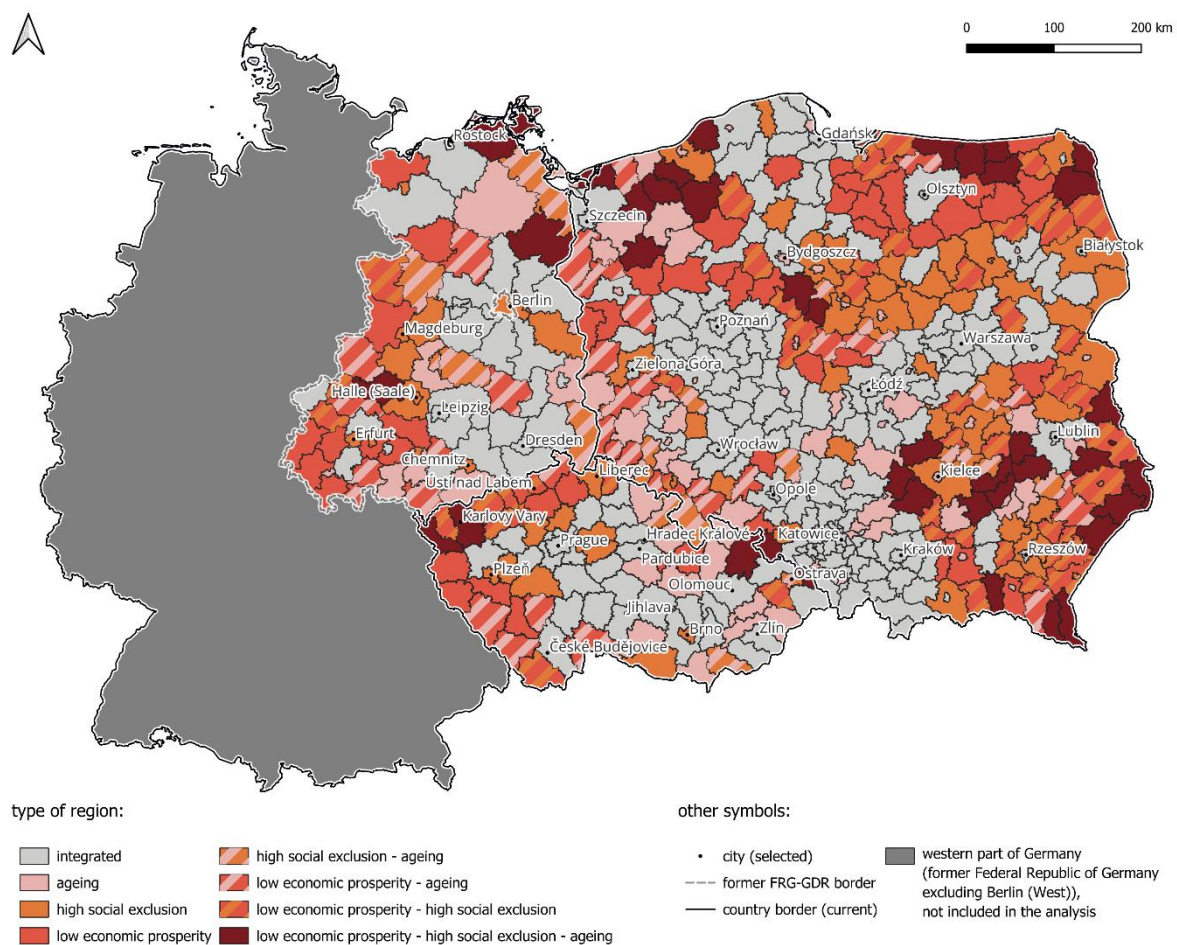 0 100 200 km
Rostock
Gdańsk
Olsztyn
Szczecin
Białystok
Bydgoszcz
Berlin
Poznań
Magdeburg
Warszawa
Zielona Góra
Łódź
Halle (Saale)
Leipzig
Erfurt
Lublin
Dresden
Wrocław
Chemnitz
Liberec
Kielce
Ústí nad Labem
Opole
Karlovy Vary
Hradec Králové
Katowice
Prague
Kraków
Rzeszów
Pardubice
Plzeň
Ostrava
Olomouc
Jihlava
Brno
Zlín
České Budějovice
type of region:
integrated
ageing
high social exclusion
low economic prosperity
high social exclusion - ageing
low economic prosperity - ageing
low economic prosperity - high social exclusion
low economic prosperity - high social exclusion - ageing
other symbols:
city (selected)
former FRG-GDR border
country border (current)
western part of Germany
(former Federal Republic of Germany
excluding Berlin (West)),
not included in the analysis